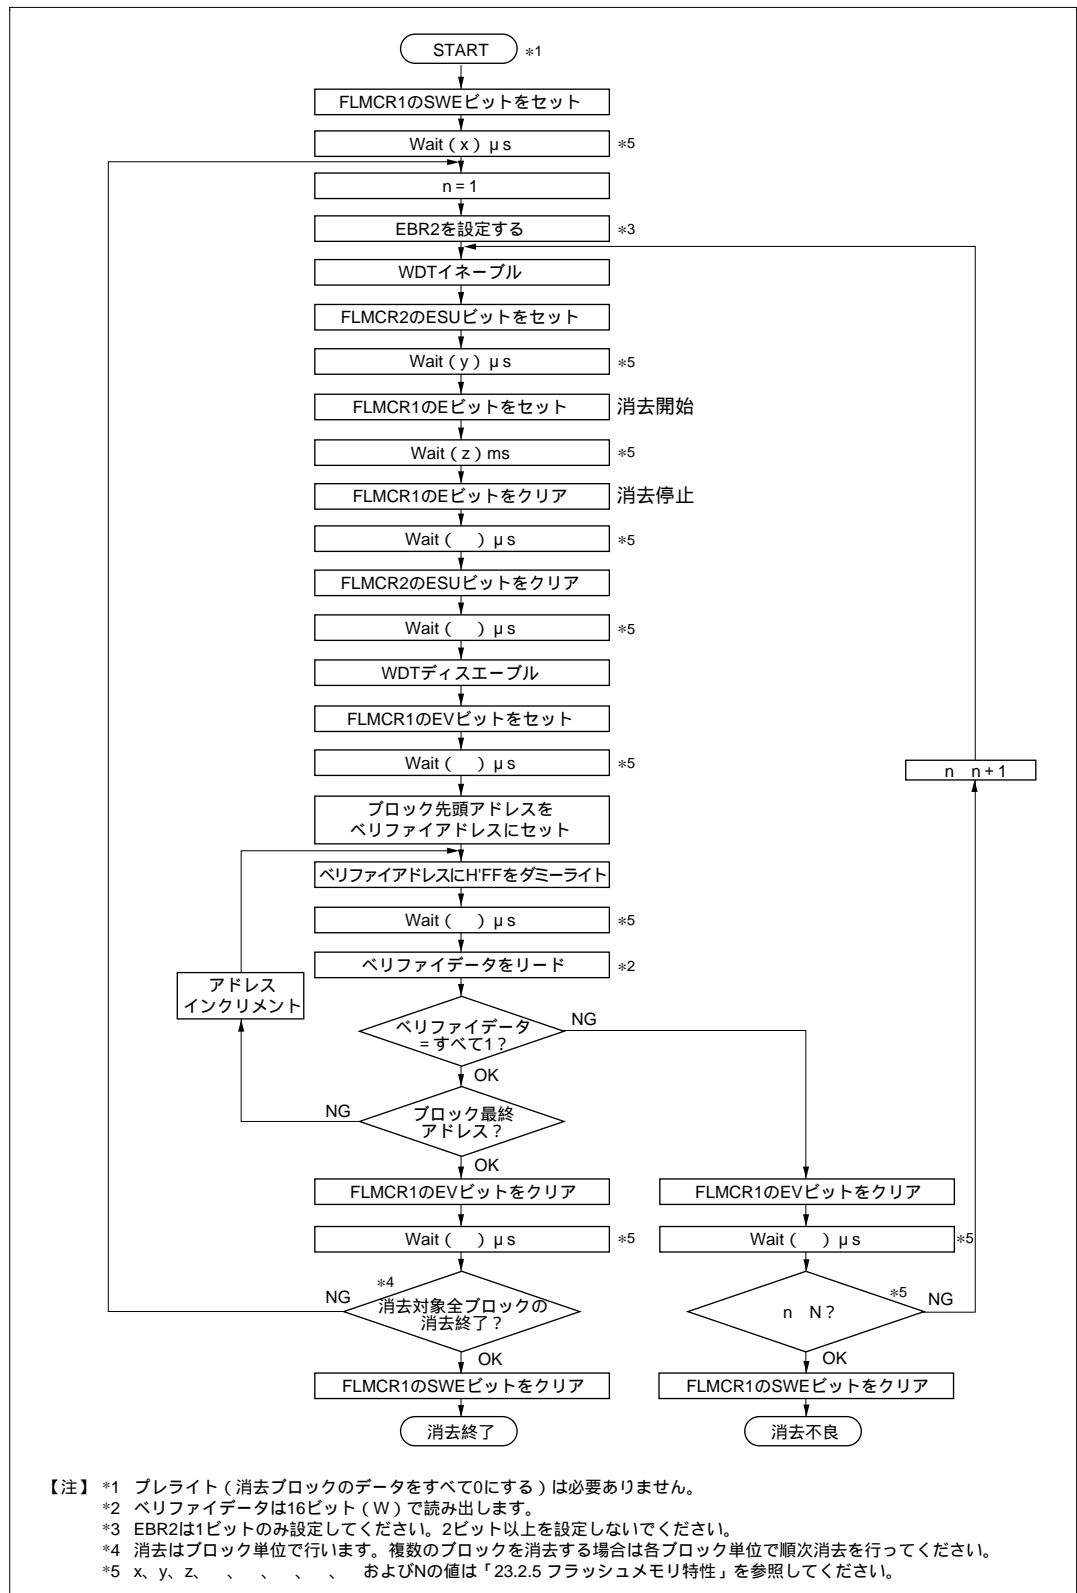 START *1
FLMCR1のSWEビットをセット
Wait（x）μs *5
n = 1
EBR2を設定する *3
WDTイネーブル
FLMCR2のESUビットをセット
Wait（y）μs *5
FLMCR1のEビットをセット 消去開始
Wait（z）ms *5
FLMCR1のEビットをクリア 消去停止
Wait（　）μs *5
FLMCR2のESUビットをクリア
Wait（　）μs *5
WDTディスエーブル
FLMCR1のEVビットをセット
Wait（　）μs *5
n　n + 1
ブロック先頭アドレスを
ベリファイアドレスにセット
ベリファイアドレスにH'FFをダミーライト
Wait（　）μs *5
ベリファイデータをリード *2
アドレス
インクリメント
ベリファイデータ
= すべて1？
NG
OK
NG
ブロック最終
アドレス？
OK
FLMCR1のEVビットをクリア
FLMCR1のEVビットをクリア
Wait（　）μs *5
Wait（　）μs *5
NG
*4
消去対象全ブロックの
消去終了？
n　N？
*5
NG
OK
OK
FLMCR1のSWEビットをクリア
FLMCR1のSWEビットをクリア
消去終了
消去不良
【注】 *1 プレライト（消去ブロックのデータをすべて0にする）は必要ありません。
*2 ベリファイデータは16ビット（W）で読み出します。
*3 EBR2は1ビットのみ設定してください。2ビット以上を設定しないでください。
*4 消去はブロック単位で行います。複数のブロックを消去する場合は各ブロック単位で順次消去を行ってください。
*5 x、y、z、　、　、　、　、　およびNの値は「23.2.5 フラッシュメモリ特性」を参照してください。